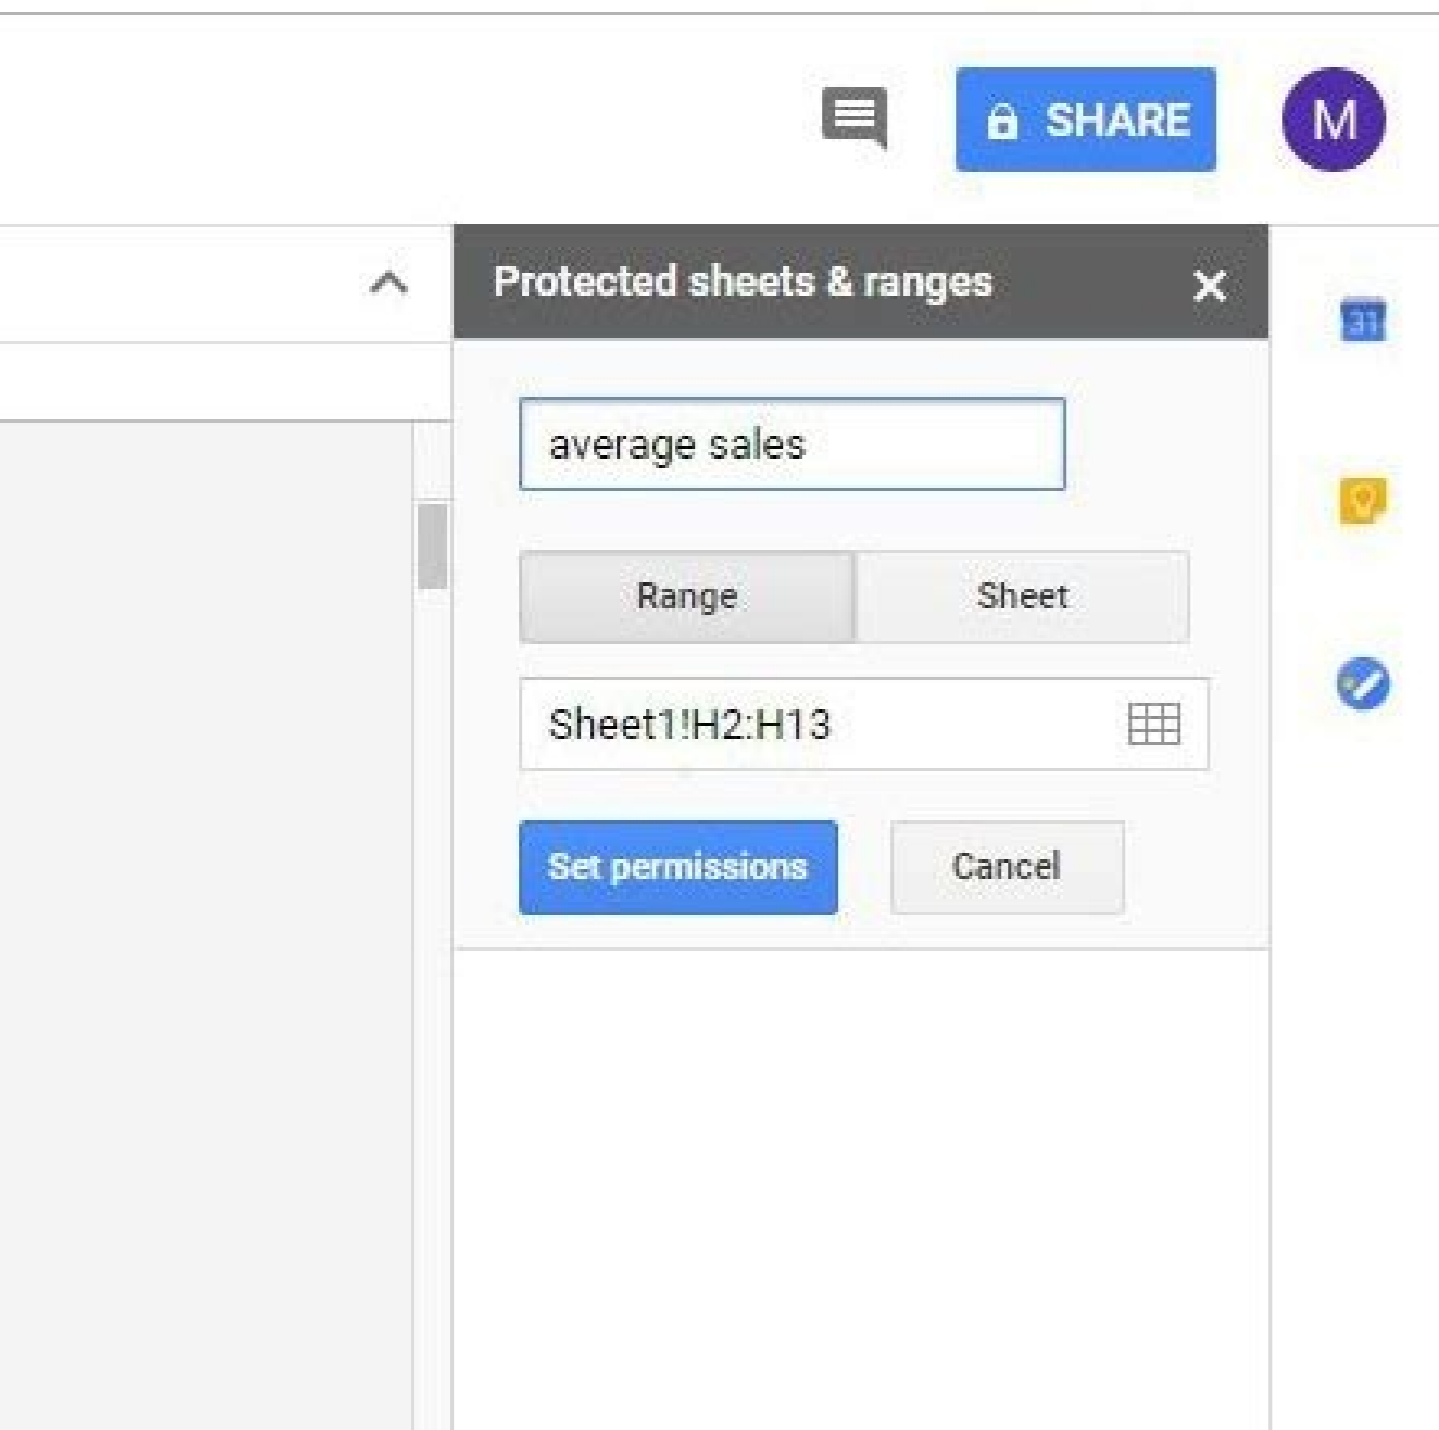 SHARE
M
Protected sheets & ranges
31
average sales
Range
Sheet
Sheet1!H2:H13
Set permissions
Cancel